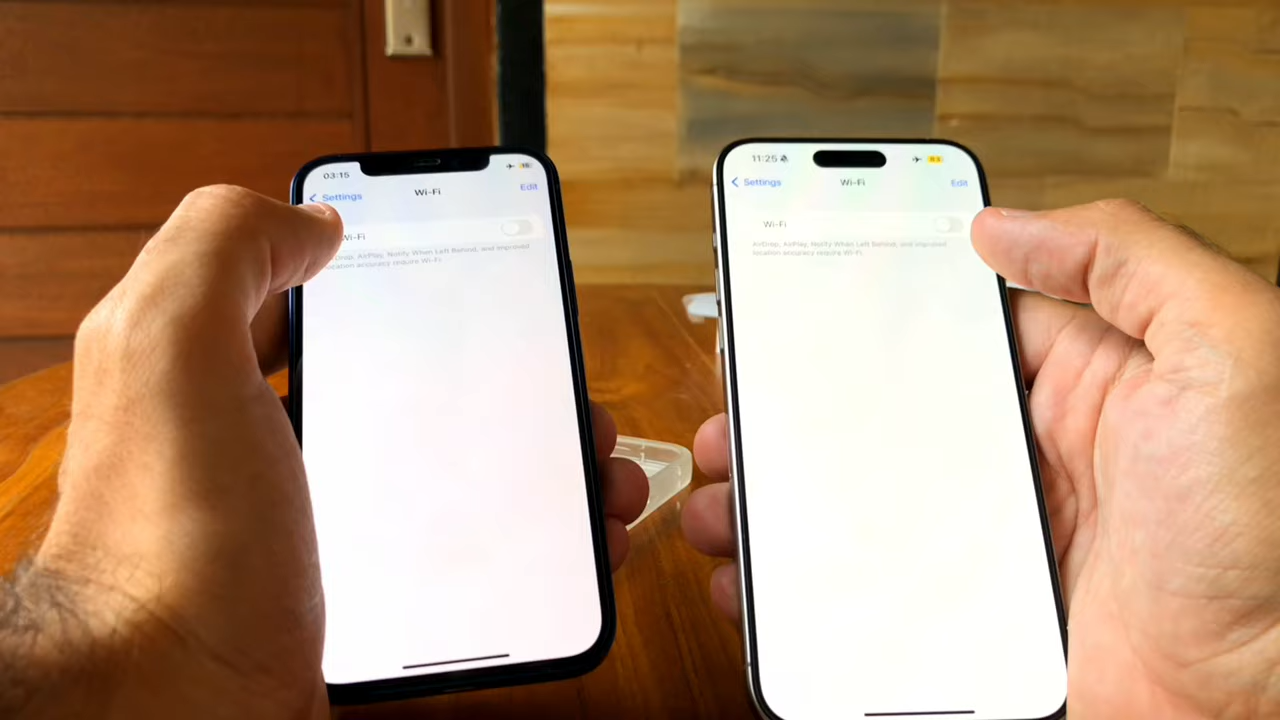 03:15
Settings
Wi-Fi
Edit
Wi-Fi
Drop, AirPlay, Notify When Left Behind, and improved
location accuracy require Wi-Fi.
11:25
Settings
Wi-Fi
Edit
Wi-Fi
AirDrop, AirPlay, Notify When Left Behind, and improved
location accuracy require Wi-Fi.